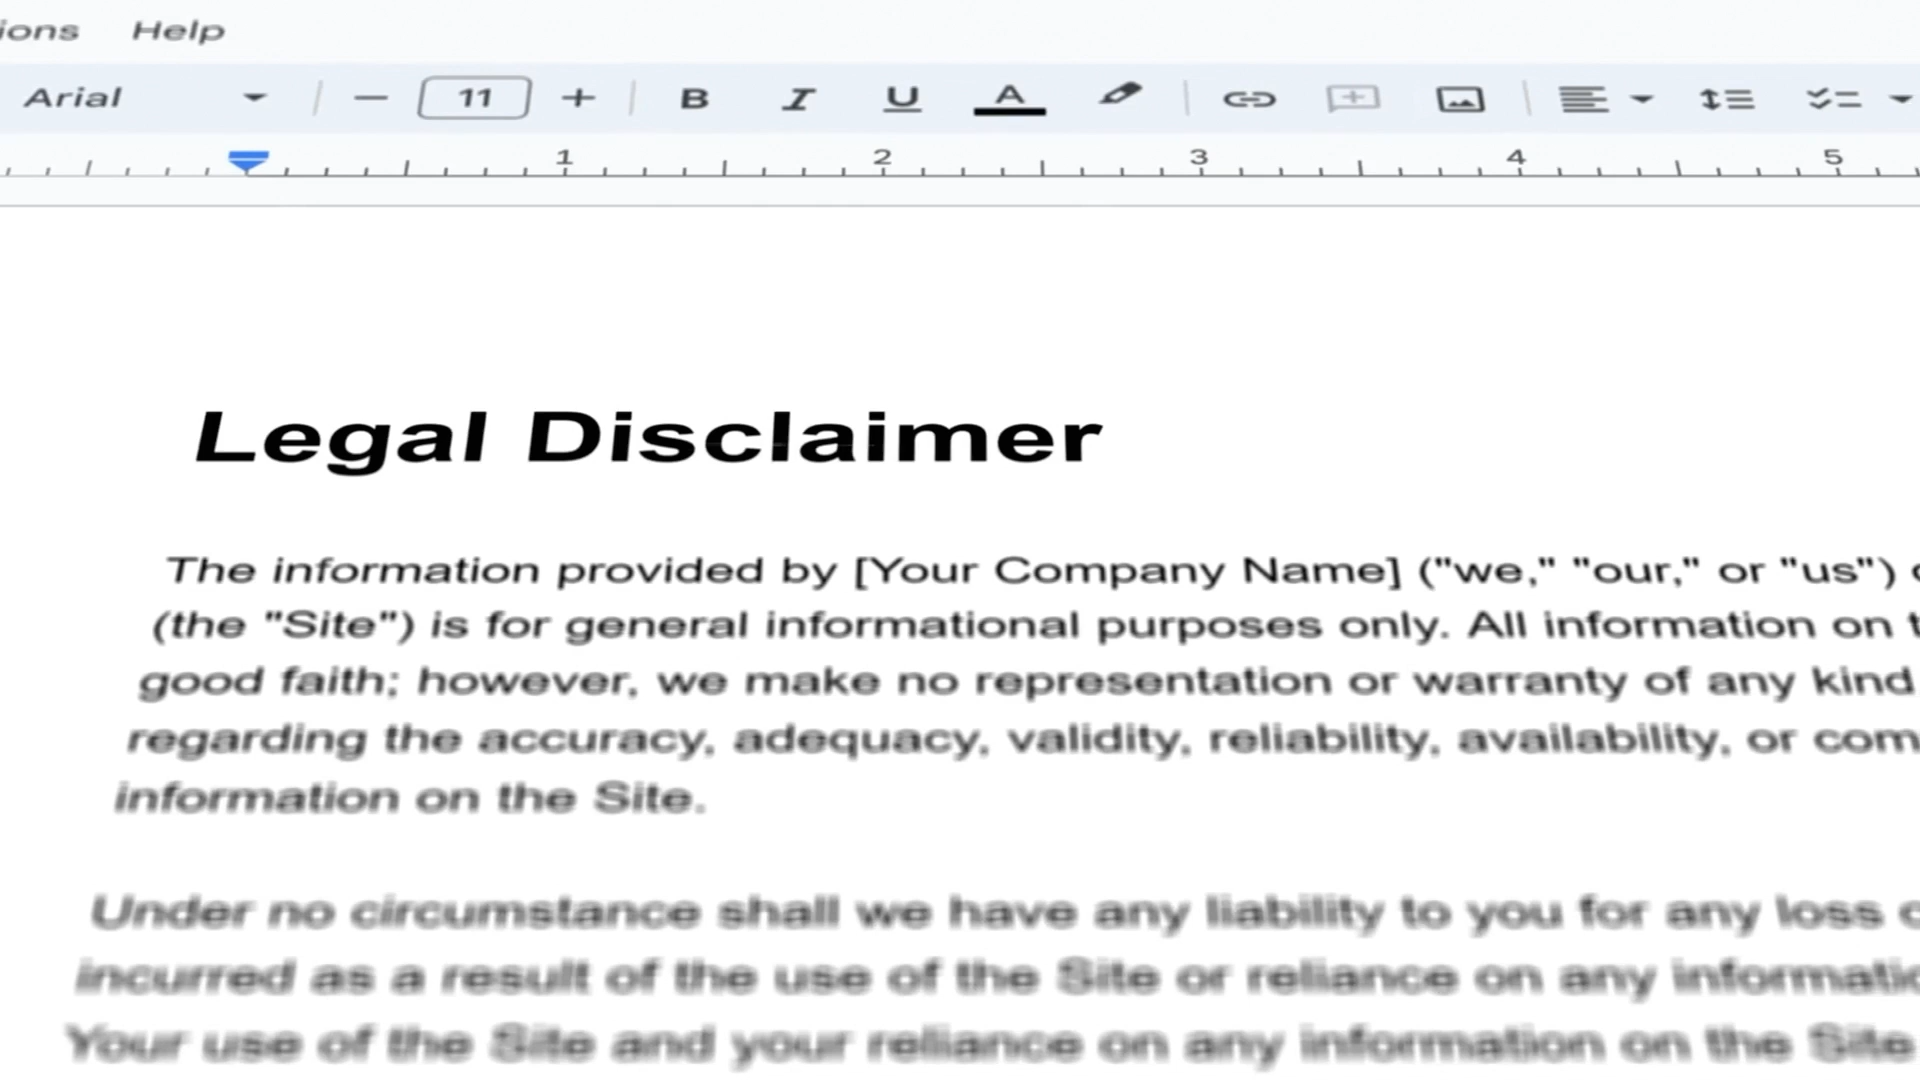 ions Help
Arial 11 B I U A
1 2 3 4 5
Legal Disclaimer
The information provided by [Your Company Name] ("we," "our," or "us")
(the "Site") is for general informational purposes only. All information on t
good faith; however, we make no representation or warranty of any kind
regarding the accuracy, adequacy, validity, reliability, availability, or com
information on the Site.
Under no circumstance shall we have any liability to you for any loss
incurred as a result of the use of the Site or reliance on any informatio
Your use of the Site and your reliance on any information on the Site